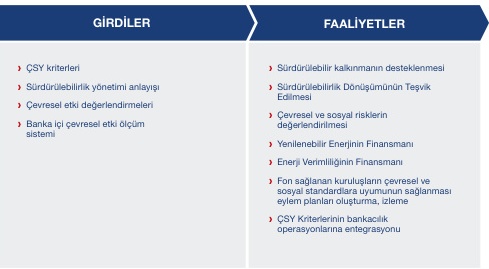 GİRDİLER
› ÇSY kriterleri
› Sürdürülebilirlik yönetimi anlayışı
› Çevresel etki değerlendirmeleri
› Banka içi çevresel etki ölçüm
sistemi
FAALİYETLER
› Sürdürülebilir kalkınmanın desteklenmesi
› Sürdürülebilirlik Dönüşümünün Teşvik
Edilmesi
› Çevresel ve sosyal risklerin
değerlendirilmesi
› Yenilenebilir Enerjinin Finansmanı
› Enerji Verimliliğinin Finansmanı
› Fon sağlanan kuruluşların çevresel ve
sosyal standardlara uyumunun sağlanması
eylem planları oluşturma, izleme
› ÇSY Kriterlerinin bankacılık
operasyonlarına entegrasyonu